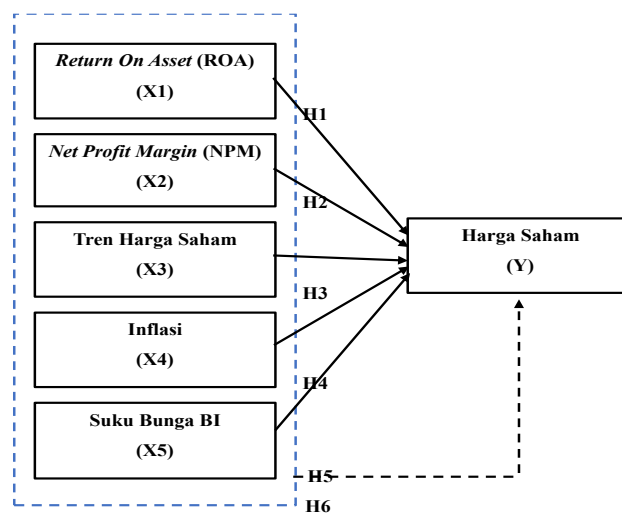 Return On Asset (ROA)
(X1)
H1
Net Profit Margin (NPM)
(X2)
H2
Tren Harga Saham
(X3)
Harga Saham
(Y)
H3
Inflasi
(X4)
H4
Suku Bunga BI
(X5)
H5
H6